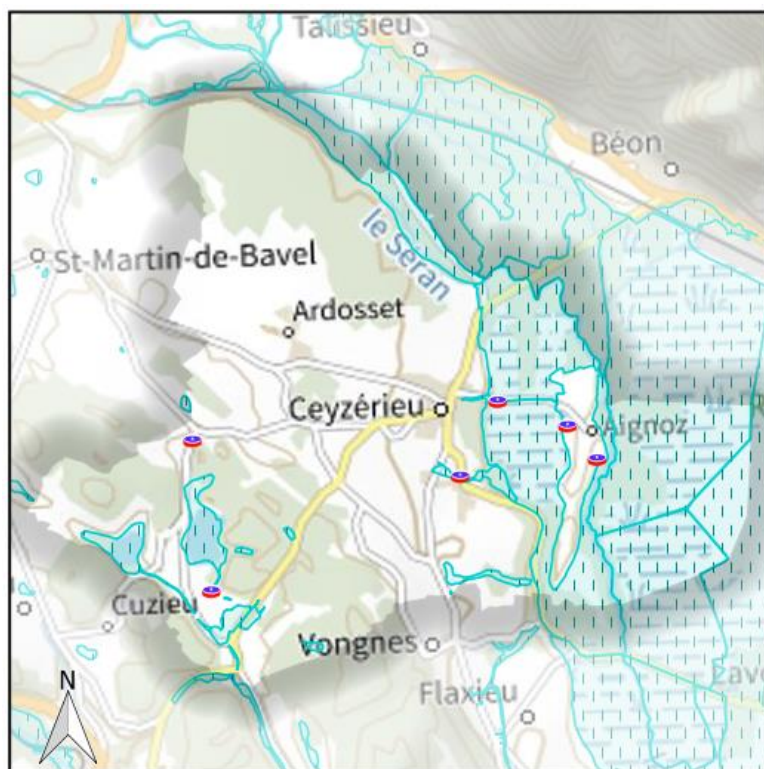 Talissieu
Béon
le Séran
St-Martin-de-Bavel
Ardosset
Ceyzérieu
Aignoz
Cuzieu
Vongnes
Flaxieu
N